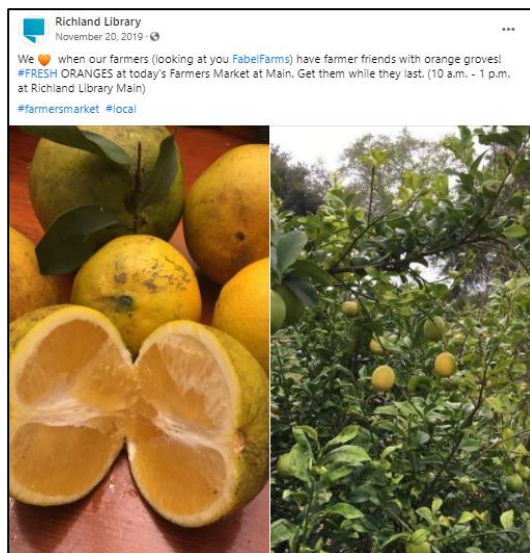 Richland Library
November 20, 2019 ·
We 🧡 when our farmers (looking at you FabelFarms) have farmer friends with orange groves!
#FRESH ORANGES at today's Farmers Market at Main. Get them while they last. (10 a.m. - 1 p.m.
at Richland Library Main)
#farmersmarket #local